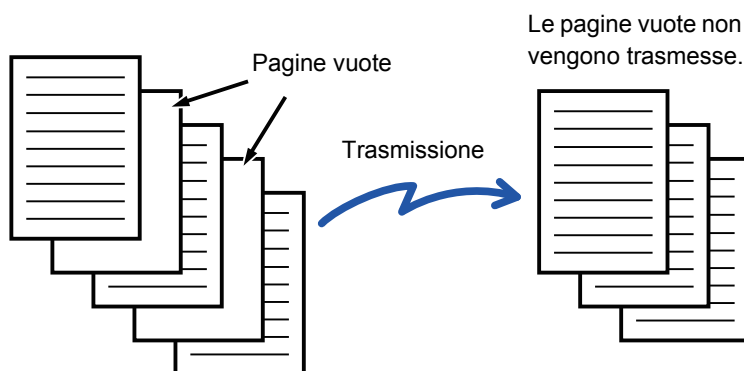 Pagine vuote
Trasmissione
Le pagine vuote non
vengono trasmesse.